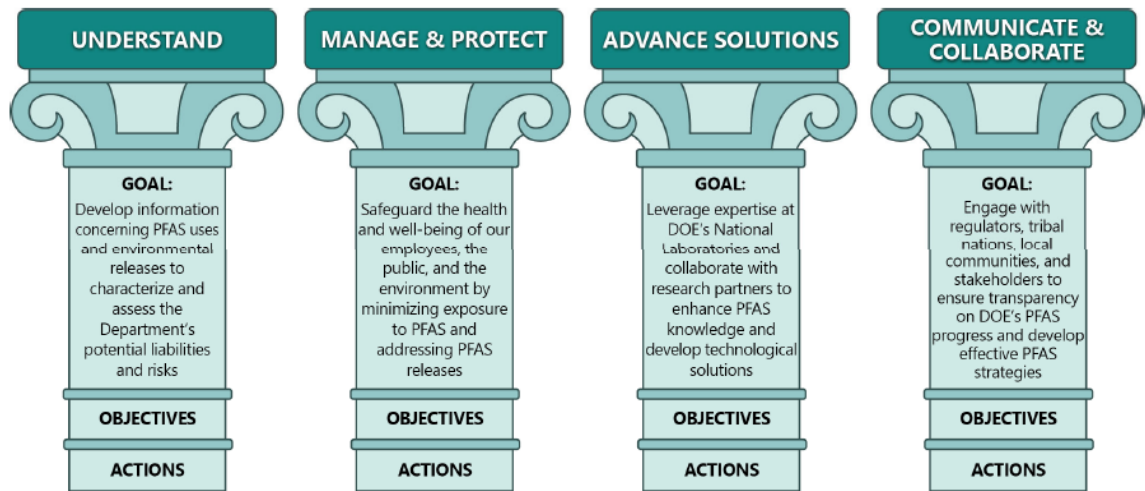 UNDERSTAND
GOAL:
Develop information
concerning PFAS uses
and environmental
releases to
characterize and
assess the
Department's
potential liabilities
and risks
OBJECTIVES
ACTIONS
MANAGE & PROTECT
GOAL:
Safeguard the health
and well-being of our
employees, the
public, and the
environment by
minimizing exposure
to PFAS and
addressing PFAS
releases
OBJECTIVES
ACTIONS
ADVANCE SOLUTIONS
GOAL:
Leverage expertise at
DOE's National
Laboratories and
collaborate with
research partners to
enhance PFAS
knowledge and
develop technological
solutions
OBJECTIVES
ACTIONS
COMMUNICATE &
COLLABORATE
GOAL:
Engage with
regulators, tribal
nations, local
communities, and
stakeholders to
ensure transparency
on DOE's PFAS
progress and develop
effective PFAS
strategies
OBJECTIVES
ACTIONS